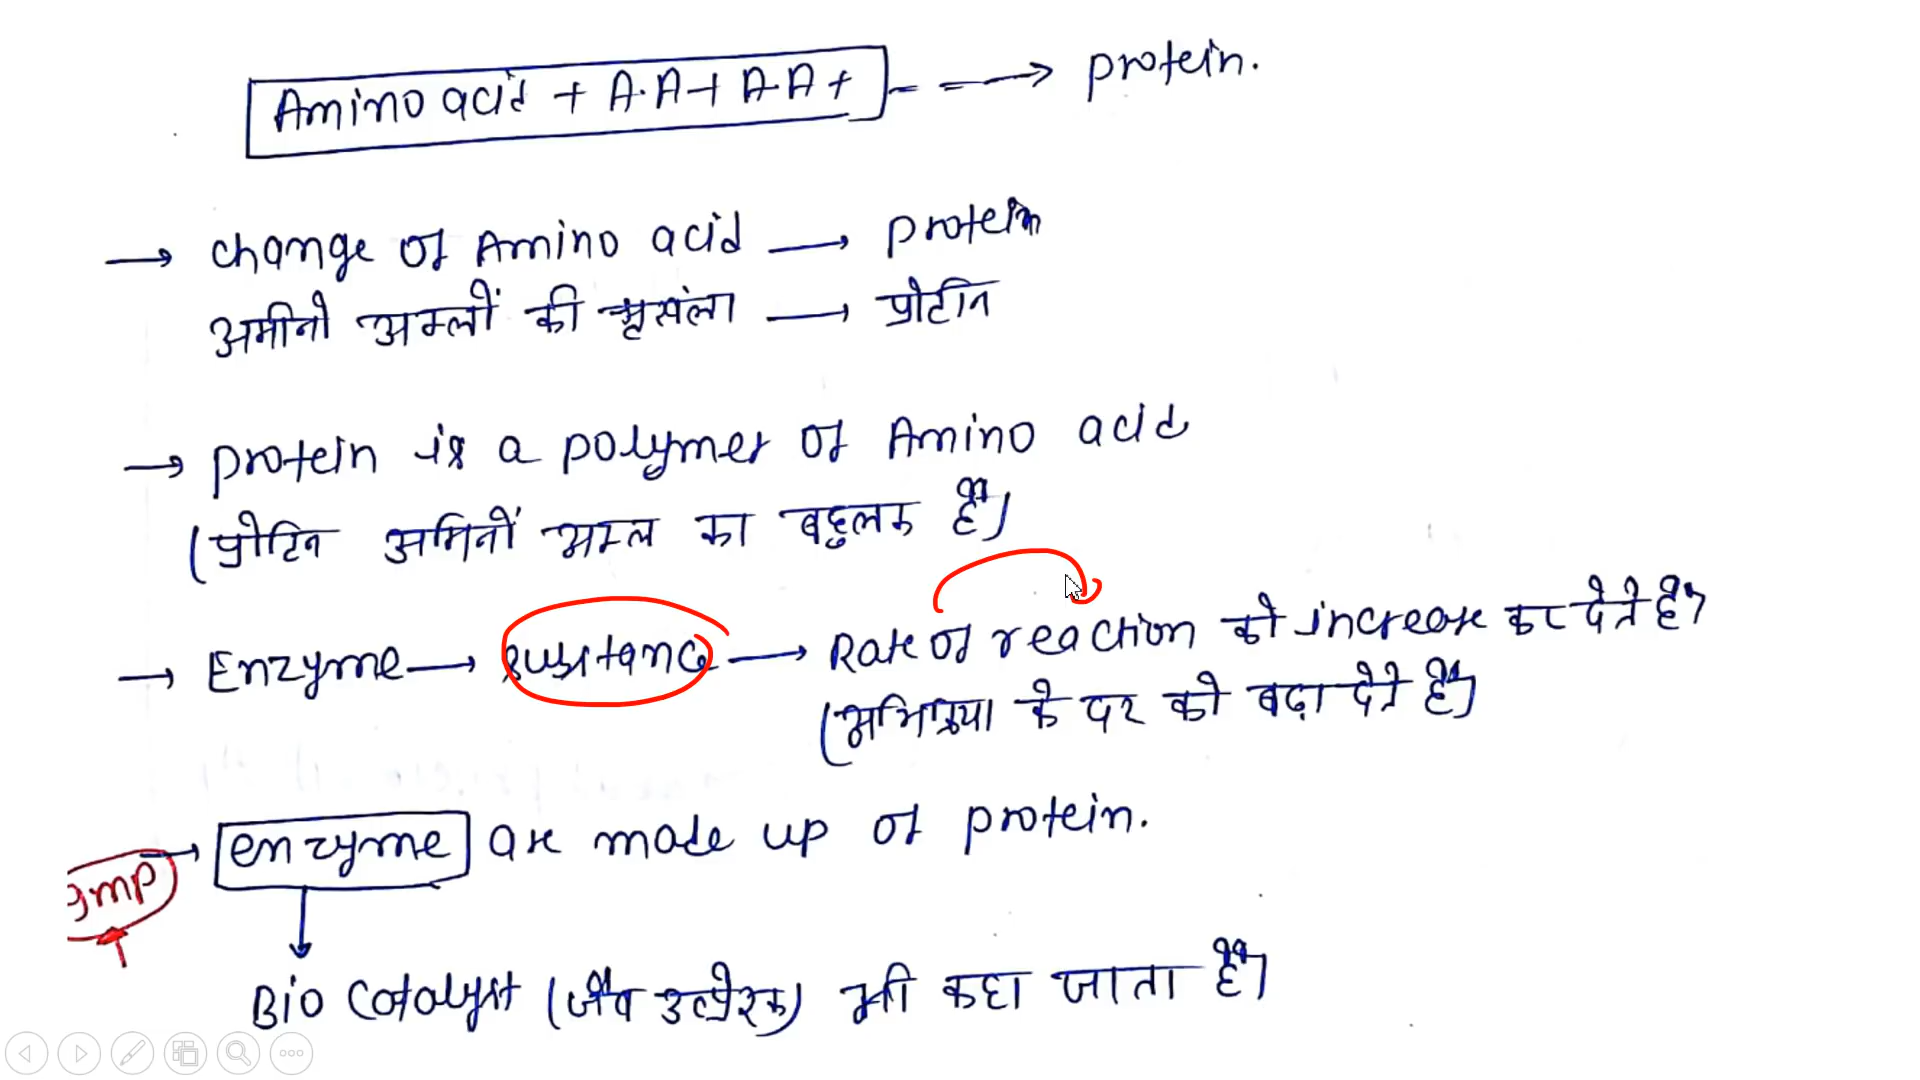 Amino acid + A.A + A.A + - - -> protein.
→ change of Amino acid → protein
अमीनो अम्लों की श्रृखंला → प्रोटीन
→ protein is a polymer of Amino acid
(प्रोटिन अमिनों अम्ल का बहुलक है)
→ Enzyme → substance → Rate of reaction को increase कर देते है
(अभिक्रिया के दर को बढ़ा देते है)
→ enzyme are made up of protein.
Imp
Bio catalyst (जैव उत्प्रेरक) भी कहा जाता है